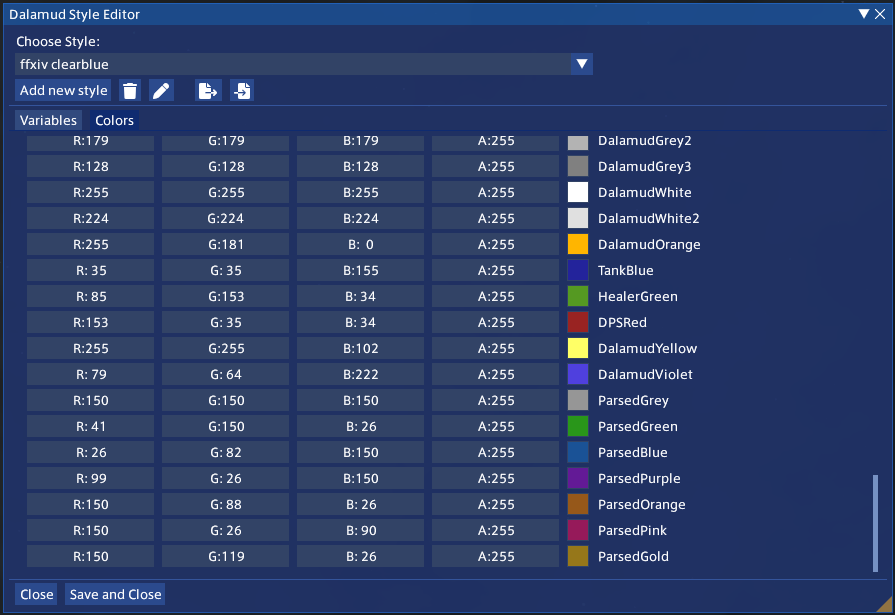 Dalamud Style Editor
Choose Style:
ffxiv clearblue
Add new style
Variables Colors
R:179 G:179 B:179 A:255 DalamudGrey2
R:128 G:128 B:128 A:255 DalamudGrey3
R:255 G:255 B:255 A:255 DalamudWhite
R:224 G:224 B:224 A:255 DalamudWhite2
R:255 G:181 B: 0 A:255 DalamudOrange
R: 35 G: 35 B:155 A:255 TankBlue
R: 85 G:153 B: 34 A:255 HealerGreen
R:153 G: 35 B: 34 A:255 DPSRed
R:255 G:255 B:102 A:255 DalamudYellow
R: 79 G: 64 B:222 A:255 DalamudViolet
R:150 G:150 B:150 A:255 ParsedGrey
R: 41 G:150 B: 26 A:255 ParsedGreen
R: 26 G: 82 B:150 A:255 ParsedBlue
R: 99 G: 26 B:150 A:255 ParsedPurple
R:150 G: 88 B: 26 A:255 ParsedOrange
R:150 G: 26 B: 90 A:255 ParsedPink
R:150 G:119 B: 26 A:255 ParsedGold
Close Save and Close